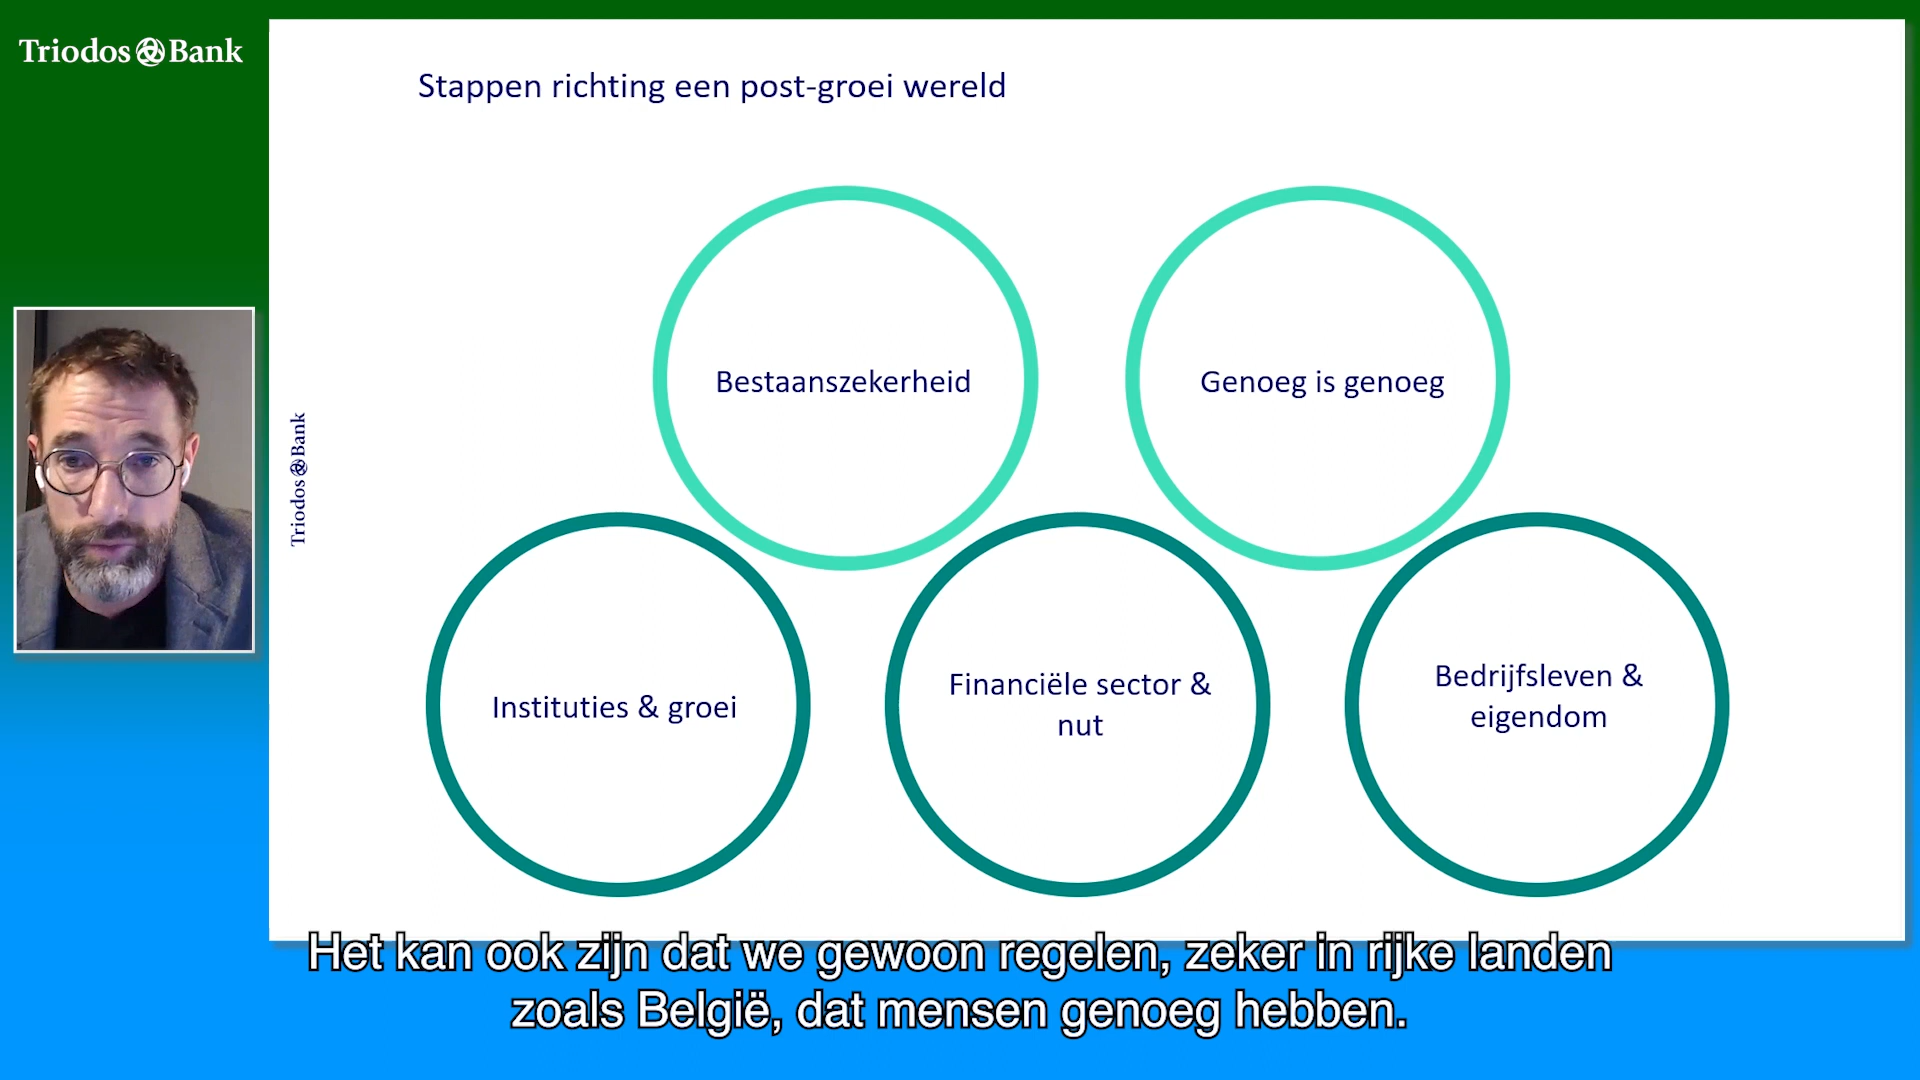 Triodos Bank
Stappen richting een post-groei wereld
Bestaanszekerheid
Genoeg is genoeg
Triodos Bank
Instituties & groei
Financiële sector &
nut
Bedrijfsleven &
eigendom
Het kan ook zijn dat we gewoon regelen, zeker in rijke landen
zoals België, dat mensen genoeg hebben.